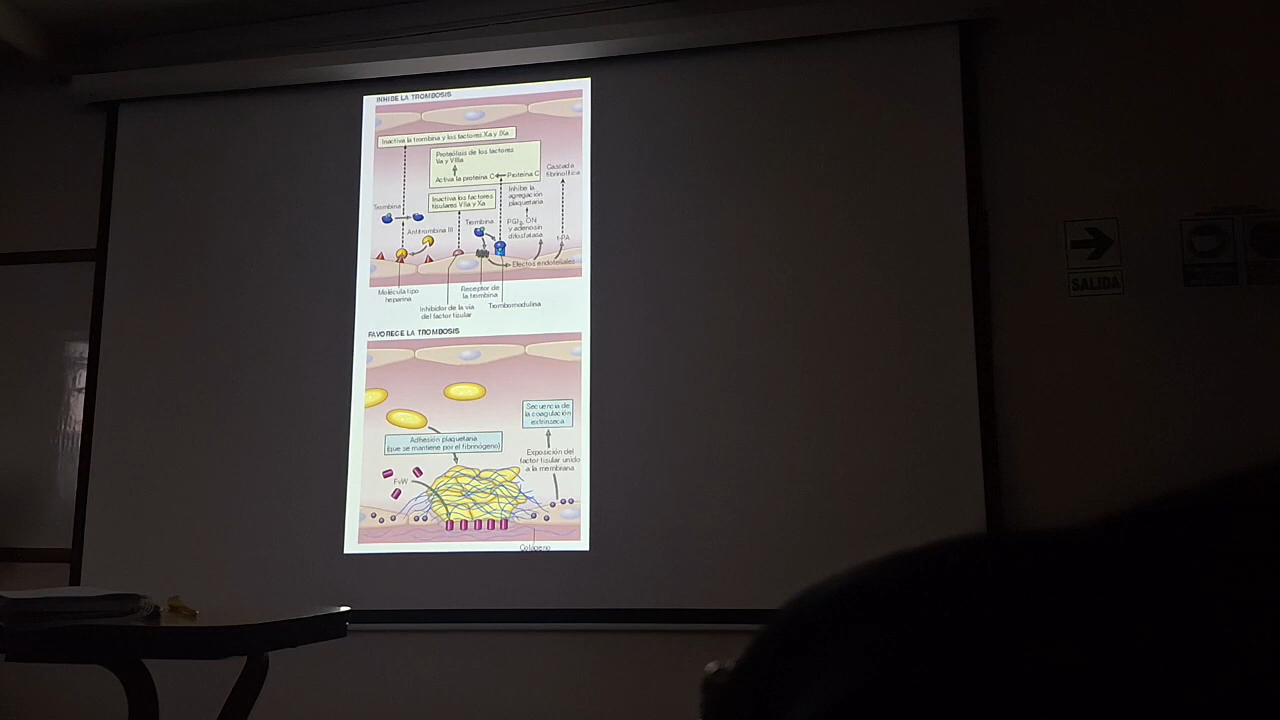 INHIBE LA TROMBOSIS
Inactiva la trombina y los factores Xa y IXa
Proteólisis de los factores
Va y VIIIa
Activa la proteína C
Proteína C
Cascada
fibrinolítica
Inactiva los factores
tisulares VIIa y Xa
Inhibe la
agregación
plaquetaria
Trombina
Antitrombina III
Trombina
PGI₂, ON
y adenosin
difosfatasa
t-PA
Efectos endoteliales
Molécula tipo
heparina
Inhibidor de la vía
del factor tisular
Receptor de
la trombina
Trombomodulina
FAVORECE LA TROMBOSIS
Secuencia de
la coagulación
extrínseca
Adhesión plaquetaria
(que se mantiene por el fibrinógeno)
Exposición del
factor tisular unido
a la membrana
FvW
Colágeno
SALIDA